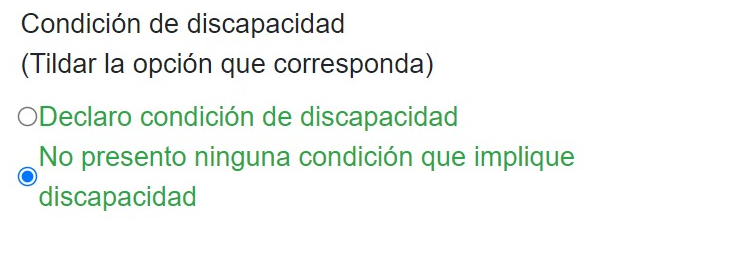 Condición de discapacidad
(Tildar la opción que corresponda)
Declaro condición de discapacidad
No presento ninguna condición que implique
discapacidad